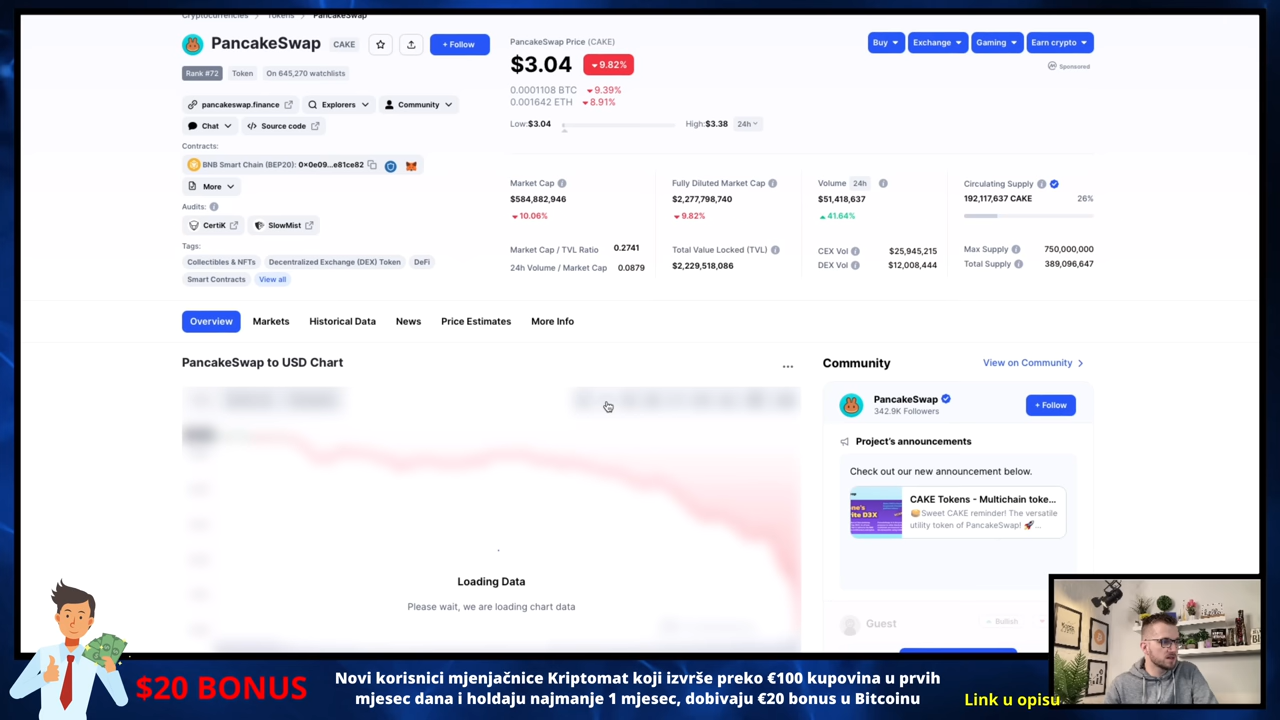 Cryptocurrencies > Tokens > PancakeSwap
PancakeSwap CAKE + Follow
Rank #72 Token On 645,270 watchlists
pancakeswap.finance Explorers Community
Chat Source code
Contracts:
BNB Smart Chain (BEP20): 0x0e09...e81ce82
More
Audits:
CertiK SlowMist
Tags:
Collectibles & NFTs Decentralized Exchange (DEX) Token DeFi
Smart Contracts View all
PancakeSwap Price (CAKE)
$3.04 9.82%
0.0001108 BTC 9.39%
0.001642 ETH 8.91%
Low:$3.04 High:$3.38 24h
Buy Exchange Gaming Earn crypto
Sponsored
Market Cap
$584,882,946
10.06%
Market Cap / TVL Ratio 0.2741
24h Volume / Market Cap 0.0879
Fully Diluted Market Cap
$2,277,798,740
9.82%
Total Value Locked (TVL)
$2,229,518,086
Volume 24h
$51,418,637
41.64%
CEX Vol $25,945,215
DEX Vol $12,008,444
Circulating Supply
192,117,637 CAKE 26%
Max Supply 750,000,000
Total Supply 389,096,647
Overview Markets Historical Data News Price Estimates More Info
PancakeSwap to USD Chart ...
Loading Data
Please wait, we are loading chart data
Community View on Community
PancakeSwap
342.9K Followers
+ Follow
Project's announcements
Check out our new announcement below.
CAKE Tokens - Multichain toke...
Sweet CAKE reminder! The versatile
utility token of PancakeSwap! 🚀...
Guest Bullish
$20 BONUS
Novi korisnici mjenjačnice Kriptomat koji izvrše preko €100 kupovina u prvih
mjesec dana i holdaju najmanje 1 mjesec, dobivaju €20 bonus u Bitcoinu
Link u opisu